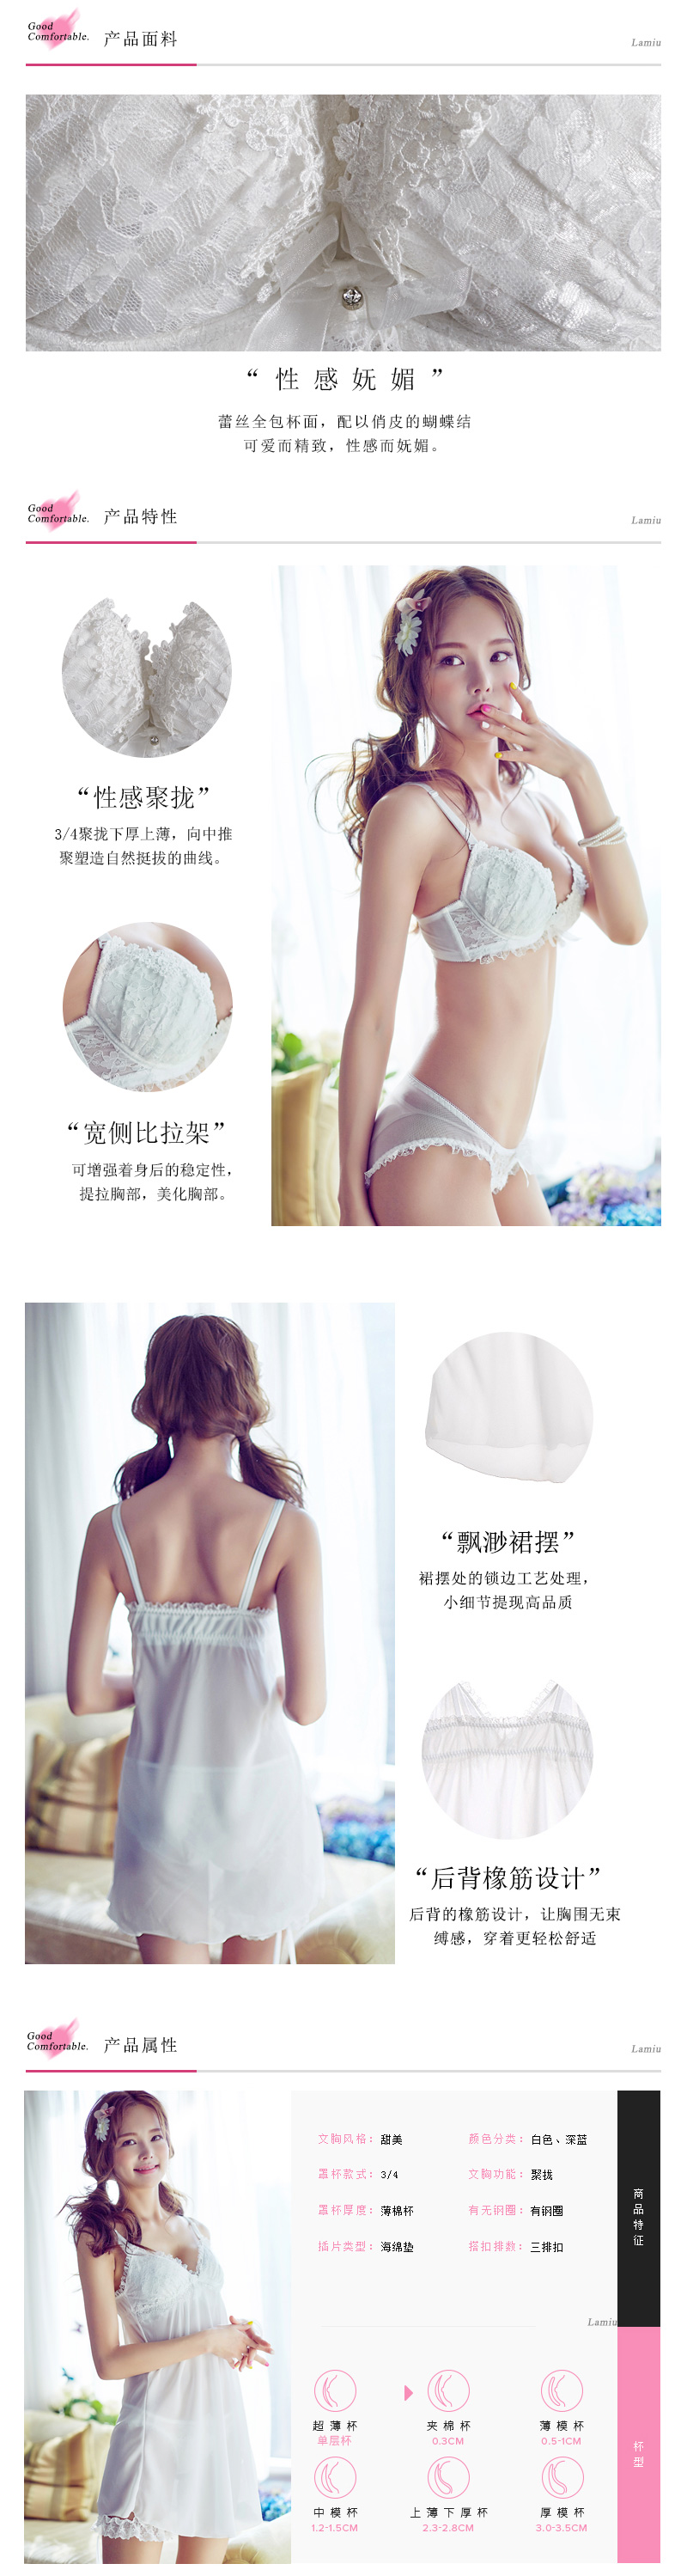 Good
Comfortable.
产品面料
Lamiu
“性感妩媚”
蕾丝全包杯面，配以俏皮的蝴蝶结
可爱而精致，性感而妩媚。
Good
Comfortable.
产品特性
Lamiu
“性感聚拢”
3/4聚拢下厚上薄，向中推
聚塑造自然挺拔的曲线。
“宽侧比拉架”
可增强着身后的稳定性，
提拉胸部，美化胸部。
“飘渺裙摆”
裙摆处的锁边工艺处理，
小细节提现高品质
“后背橡筋设计”
后背的橡筋设计，让胸围无束
缚感，穿着更轻松舒适
Good
Comfortable.
产品属性
Lamiu
文胸风格：甜美 颜色分类：白色、深蓝
罩杯款式：3/4 文胸功能：聚拢
罩杯厚度：薄棉杯 有无钢圈：有钢圈
插片类型：海绵垫 搭扣排数：三排扣
商品特征
Lamiu
超薄杯 夹棉杯 薄模杯
单层杯 0.3CM 0.5-1CM
中模杯 上薄下厚杯 厚模杯
1.2-1.5CM 2.3-2.8CM 3.0-3.5CM
杯型